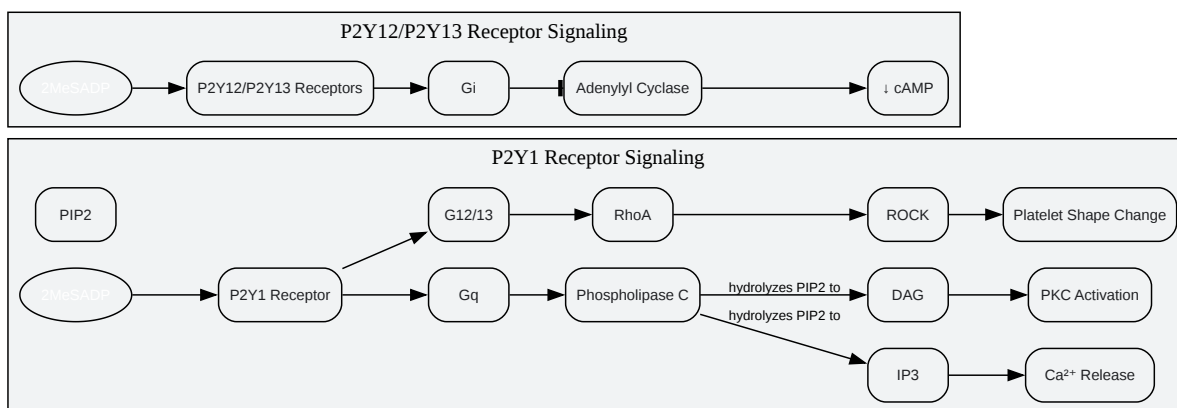 P2Y12/P2Y13 Receptor Signaling
2MeSADP
P2Y12/P2Y13 Receptors
Gi
Adenylyl Cyclase
↓ cAMP
P2Y1 Receptor Signaling
PIP2
G12/13
RhoA
ROCK
Platelet Shape Change
2MeSADP
P2Y1 Receptor
Gq
Phospholipase C
hydrolyzes PIP2 to
DAG
PKC Activation
hydrolyzes PIP2 to
IP3
Ca²⁺ Release